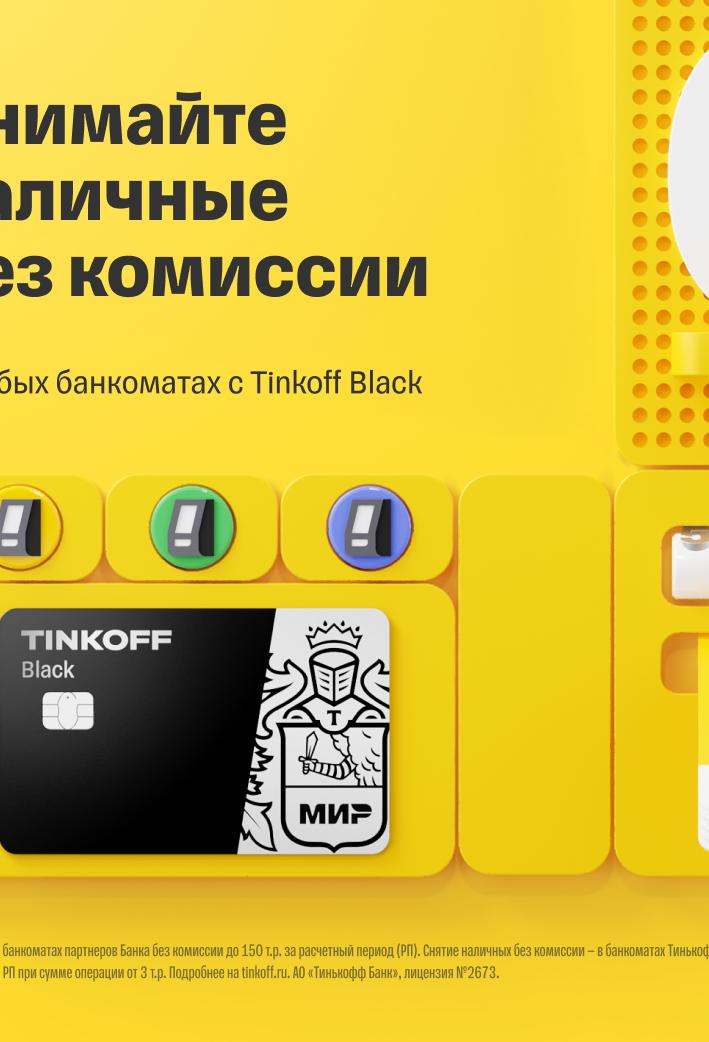 нимайте
аличные
ез комиссии
бых банкоматах с Tinkoff Black
TINKOFF
Black
T
МИР
банкоматах партнеров Банка без комиссии до 150 т.р. за расчетный период (РП). Снятие наличных без комиссии – в банкоматах Тинькоф
РП при сумме операции от 3 т.р. Подробнее на tinkoff.ru. АО «Тинькофф Банк», лицензия №2673.